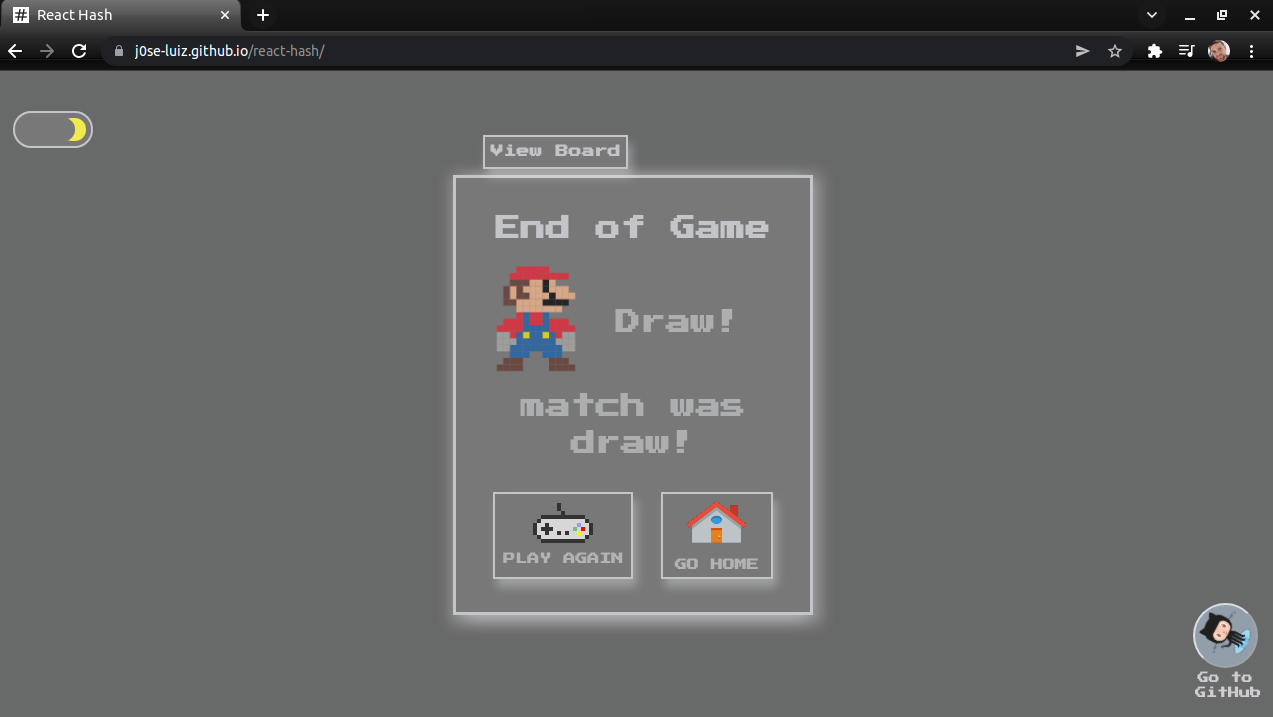 React Hash
j0se-luiz.github.io/react-hash/
View Board
End of Game
Draw!
match was
draw!
PLAY AGAIN
GO HOME
Go to
GitHub